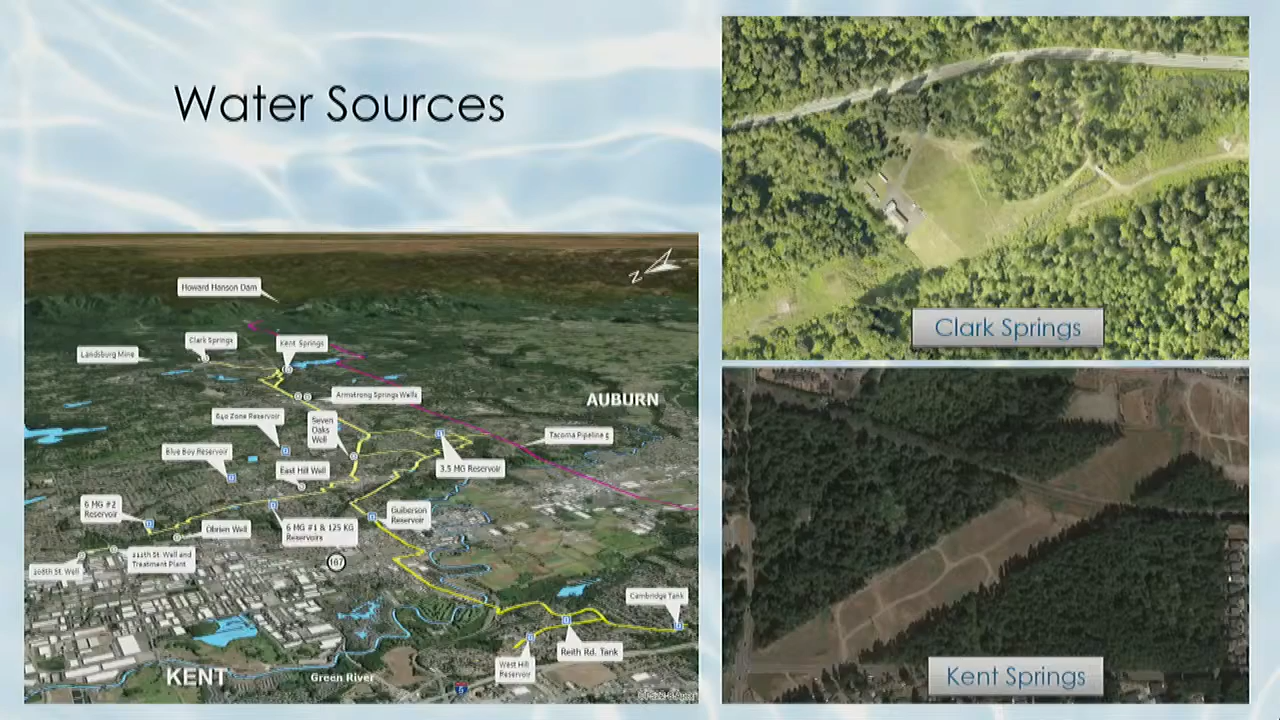 Water Sources
Howard Hanson Dam
N
Clark Springs
Kent Springs
Landsburg Mine
Armstrong Springs Wells
AUBURN
640 Zone Reservoir
Seven
Oaks
Well
Tacoma Pipeline 5
Blue Boy Reservoir
East Hill Well
3.5 MG Reservoir
6 MG #2
Reservoir
Guiberson
Reservoir
Obrien Well
6 MG #1 & 125 KG
Reservoirs
212th St. Well and
Treatment Plant
208th St. Well
167
Cambridge Tank
Reith Rd. Tank
West Hill
Reservoir
KENT
Green River
5
Clark Springs
Kent Springs